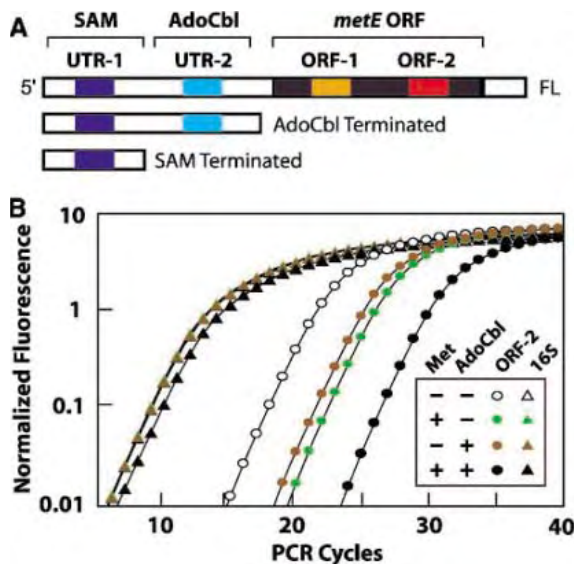 A
SAM AdoCbl metE ORF
UTR-1 UTR-2 ORF-1 ORF-2
5' FL
AdoCbl Terminated
SAM Terminated
B
Normalized Fluorescence
10
1
0.1
0.01
10 20 30 40
PCR Cycles
Met AdoCbl ORF-2 16S
− −
+ −
− +
+ +